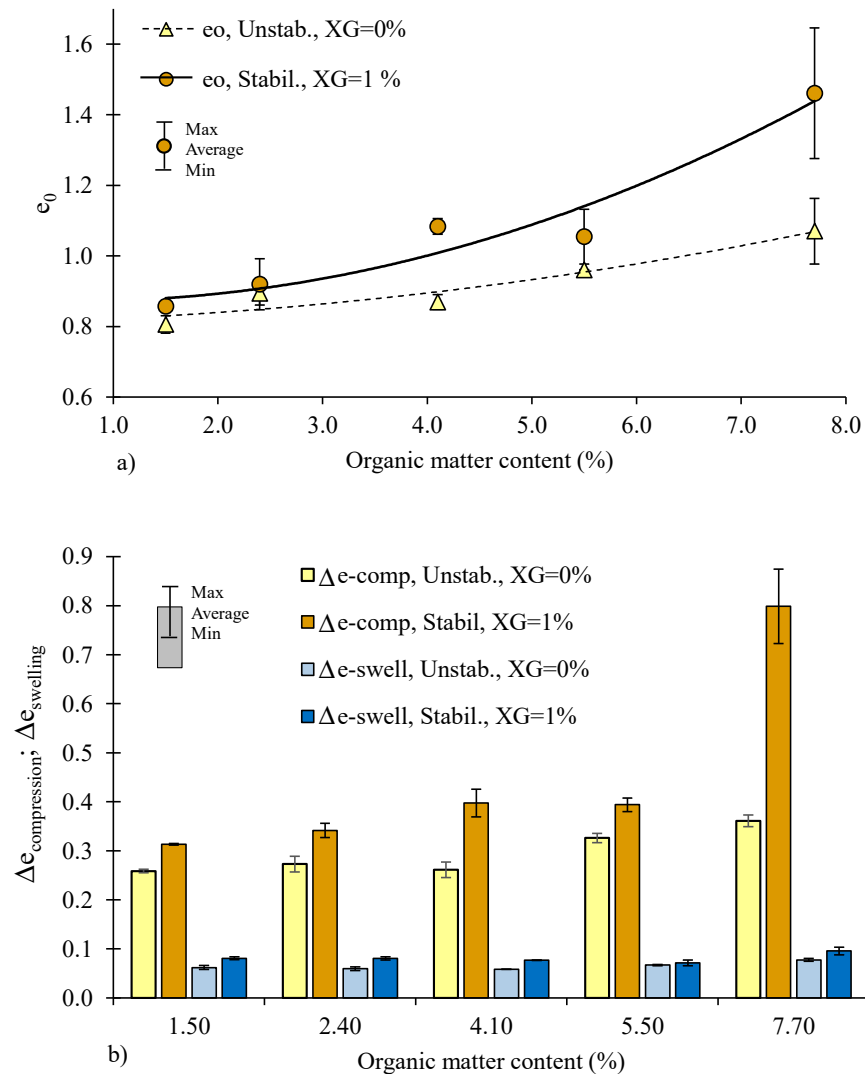 eo, Unstab., XG=0%
eo, Stabil., XG=1 %
Max
Average
Min
e0
1.6
1.4
1.2
1.0
0.8
0.6
1.0 2.0 3.0 4.0 5.0 6.0 7.0 8.0
a)
Organic matter content (%)
Δe-comp, Unstab., XG=0%
Δe-comp, Stabil, XG=1%
Δe-swell, Unstab., XG=0%
Δe-swell, Stabil., XG=1%
Max
Average
Min
Δecompression; Δeswelling
0.9
0.8
0.7
0.6
0.5
0.4
0.3
0.2
0.1
0.0
1.50 2.40 4.10 5.50 7.70
b)
Organic matter content (%)